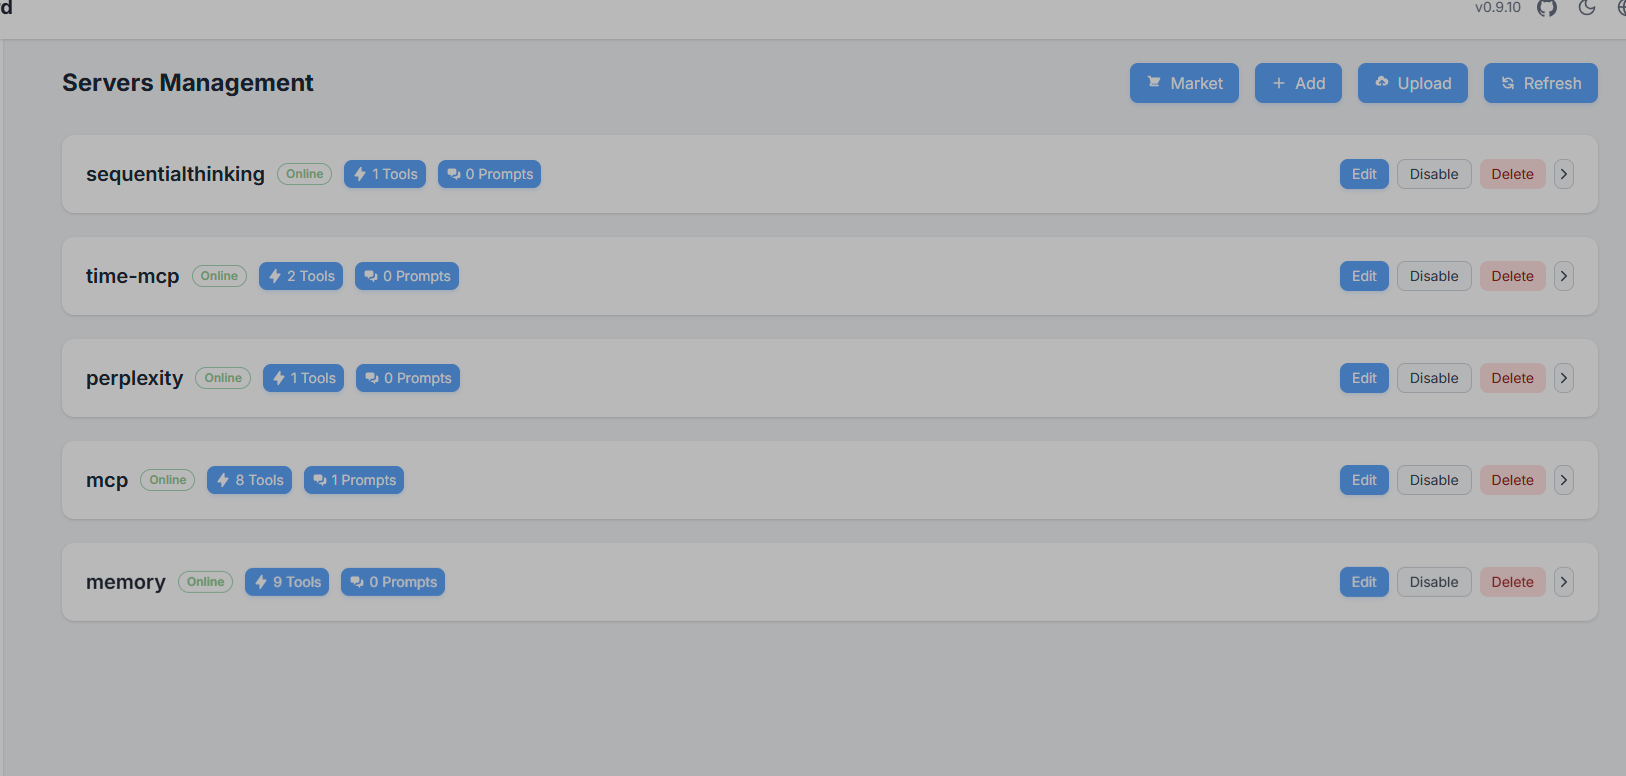 rd
v0.9.10
Servers Management
Market
Add
Upload
Refresh
sequentialthinking Online 1 Tools 0 Prompts Edit Disable Delete
time-mcp Online 2 Tools 0 Prompts Edit Disable Delete
perplexity Online 1 Tools 0 Prompts Edit Disable Delete
mcp Online 8 Tools 1 Prompts Edit Disable Delete
memory Online 9 Tools 0 Prompts Edit Disable Delete